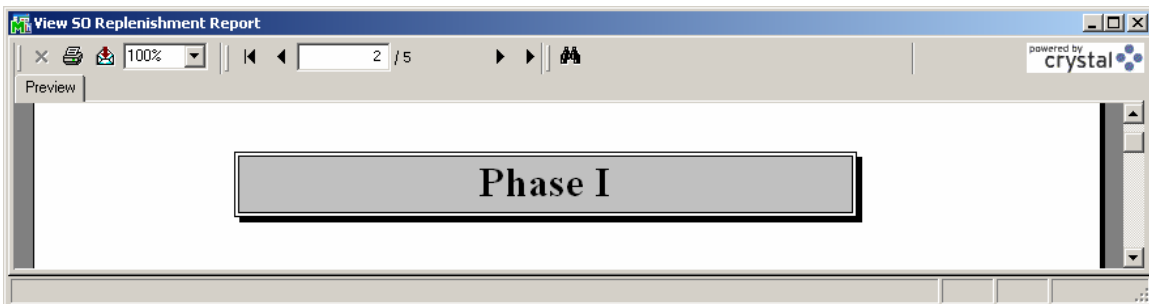 View SO Replenishment Report
100% 2 / 5 powered by
crystal
Preview
Phase I